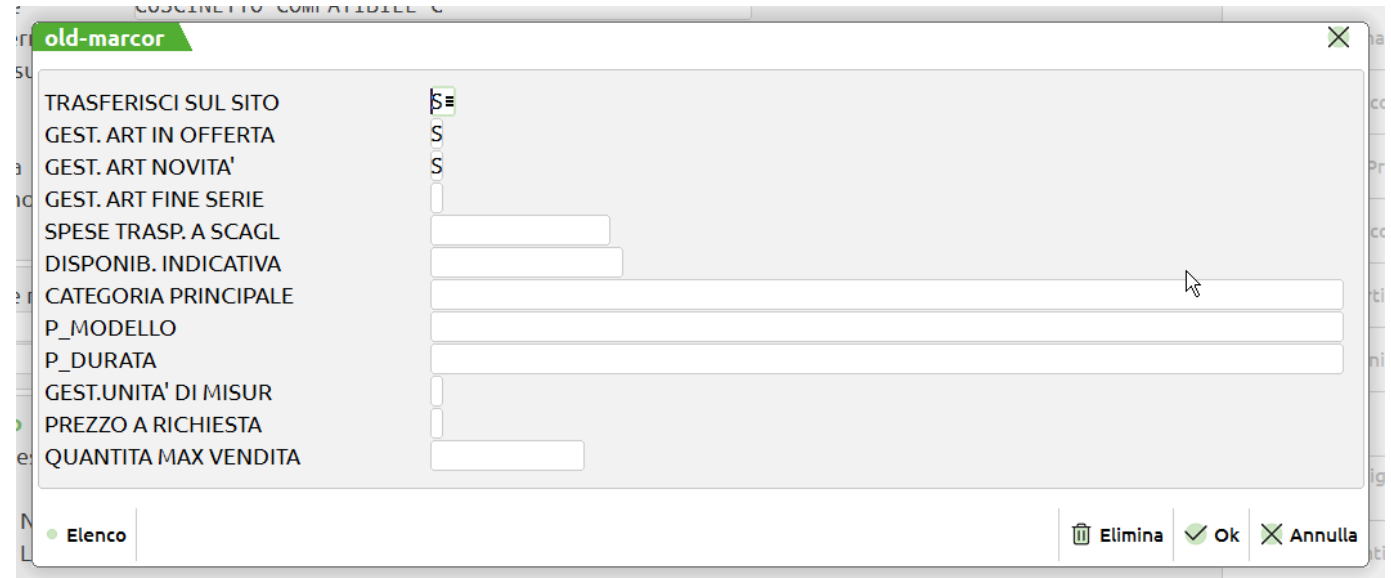 old-marcor
TRASFERISCI SUL SITO S
GEST. ART IN OFFERTA S
GEST. ART NOVITA' S
GEST. ART FINE SERIE
SPESE TRASP. A SCAGL
DISPONIB. INDICATIVA
CATEGORIA PRINCIPALE
P_MODELLO
P_DURATA
GEST.UNITA' DI MISUR
PREZZO A RICHIESTA
QUANTITA MAX VENDITA
Elenco Elimina Ok Annulla